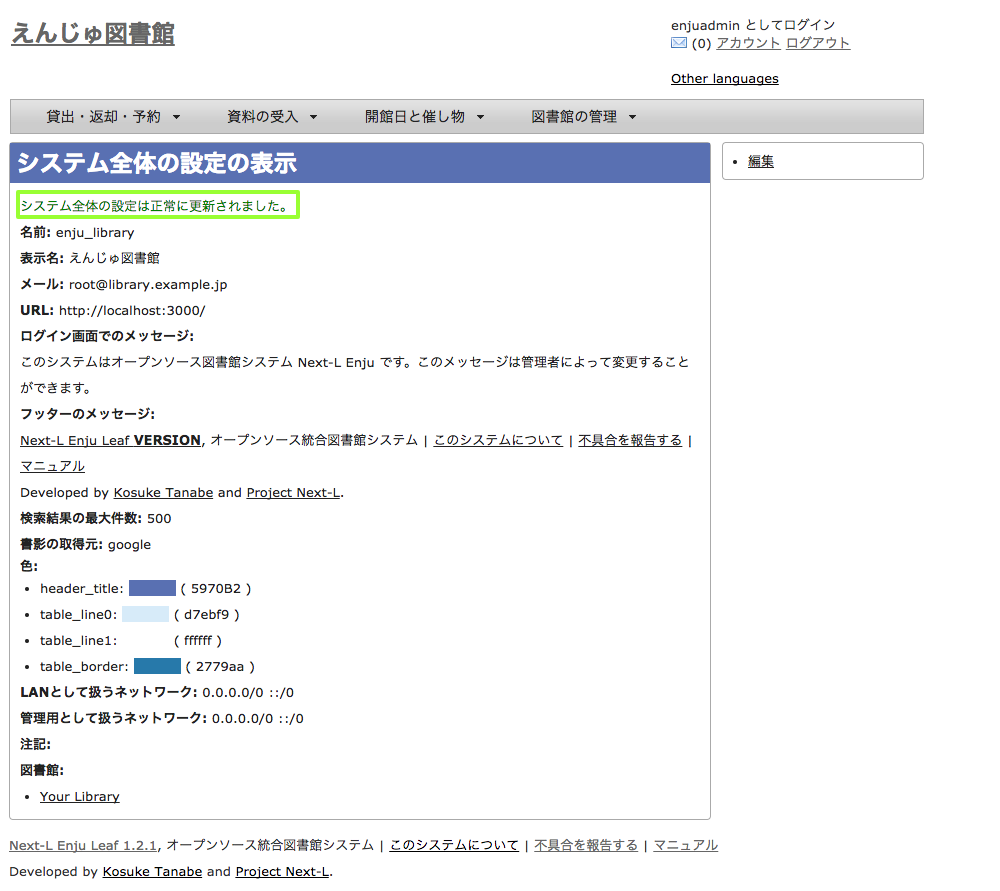 えんじゅ図書館
enjuadmin としてログイン
(0) アカウント ログアウト
Other languages
貸出・返却・予約 資料の受入 開館日と催し物 図書館の管理
システム全体の設定の表示
編集
システム全体の設定は正常に更新されました。
名前: enju_library
表示名: えんじゅ図書館
メール: root@library.example.jp
URL: http://localhost:3000/
ログイン画面でのメッセージ:
このシステムはオープンソース図書館システム Next-L Enju です。このメッセージは管理者によって変更すること
ができます。
フッターのメッセージ:
Next-L Enju Leaf VERSION, オープンソース統合図書館システム | このシステムについて | 不具合を報告する |
マニュアル
Developed by Kosuke Tanabe and Project Next-L.
検索結果の最大件数: 500
書影の取得元: google
色:
• header_title: ( 5970B2 )
• table_line0: ( d7ebf9 )
• table_line1: ( ffffff )
• table_border: ( 2779aa )
LANとして扱うネットワーク: 0.0.0.0/0 ::/0
管理用として扱うネットワーク: 0.0.0.0/0 ::/0
注記:
図書館:
• Your Library
Next-L Enju Leaf 1.2.1, オープンソース統合図書館システム | このシステムについて | 不具合を報告する | マニュアル
Developed by Kosuke Tanabe and Project Next-L.